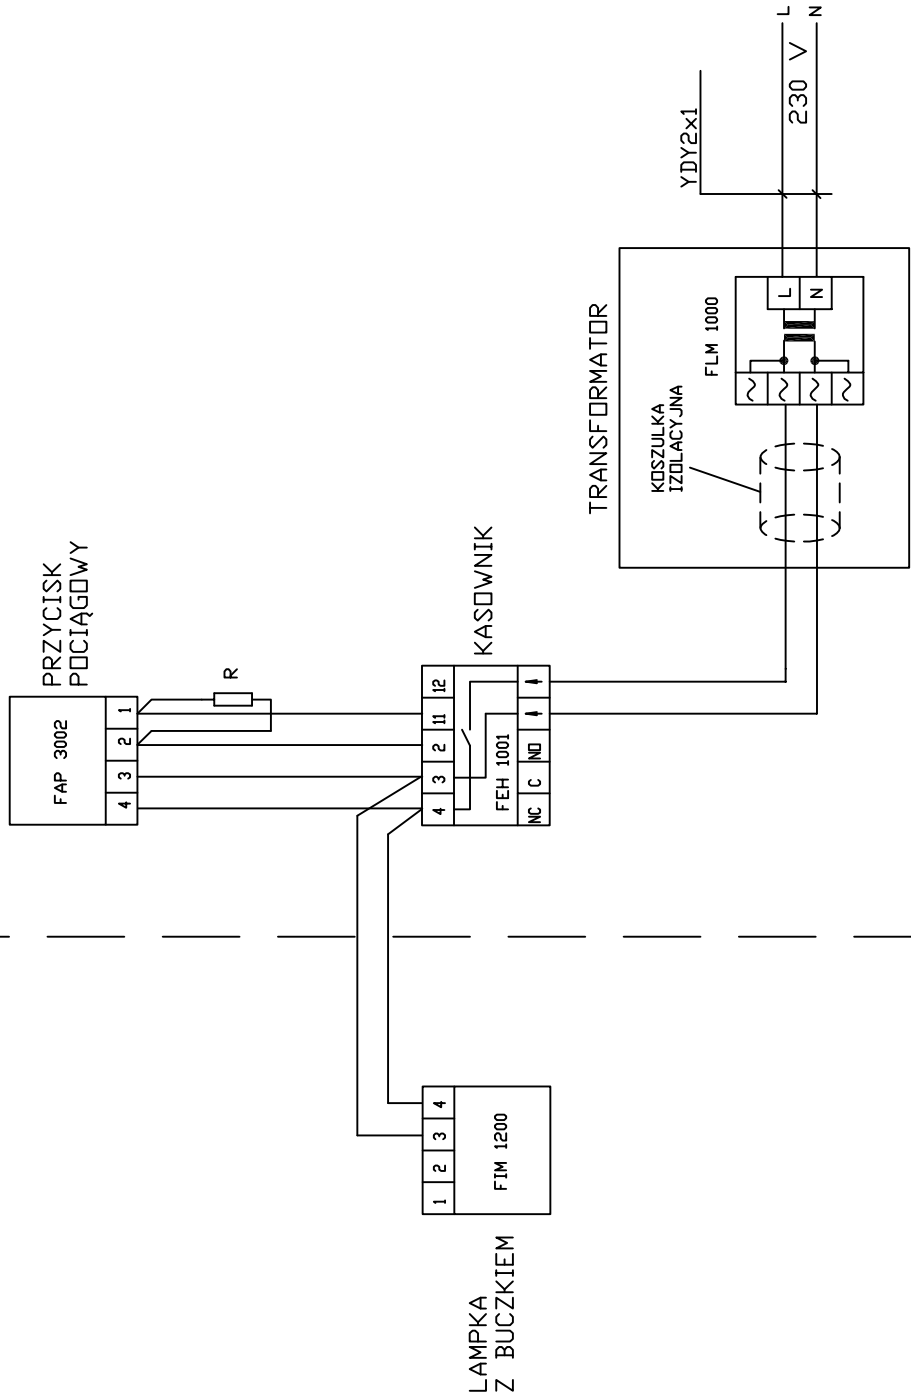 PRZYCISK
POCIĄGOWY
FAP 3002
4 3 2 1
R
LAMPKA
Z BUCZKIEM
1 2 3 4
FIM 1200
KASOWNIK
4 3 2 11 12
FEH 1001
NC C NO
TRANSFORMATOR
KOSZULKA
IZOLACYJNA
FLM 1000
~ ~ ~ ~
L N
YDY2x1
230 V
L
N